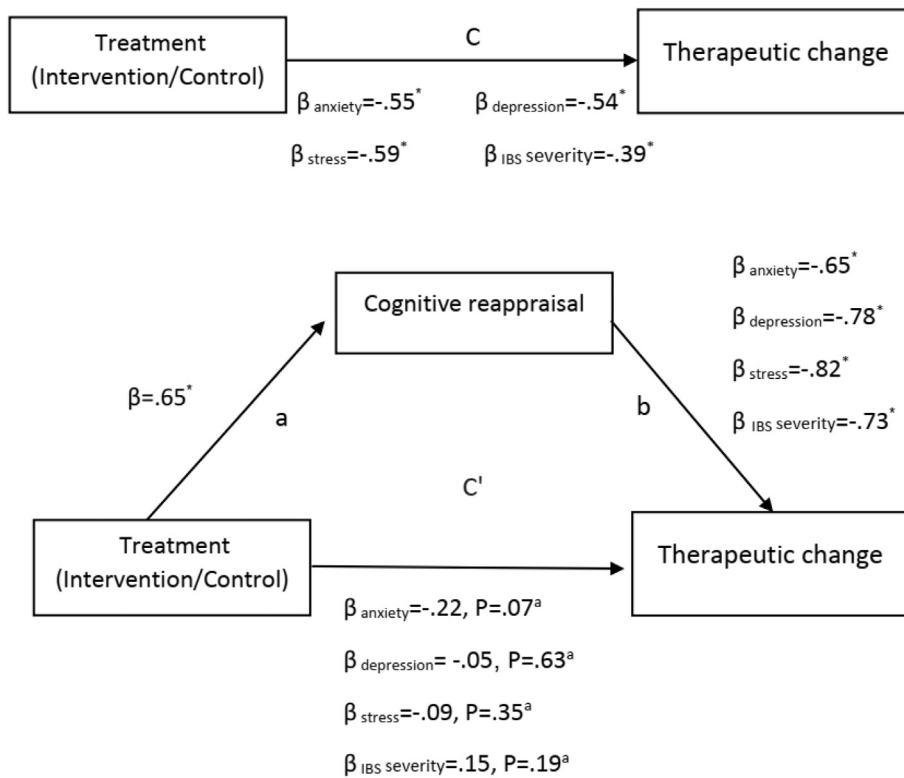 Treatment
(Intervention/Control)
C
Therapeutic change
β anxiety=-.55*
β depression=-.54*
β stress=-.59*
β IBS severity=-.39*
Cognitive reappraisal
β anxiety=-.65*
β depression=-.78*
β stress=-.82*
β IBS severity=-.73*
β=.65*
a
b
C'
Treatment
(Intervention/Control)
Therapeutic change
β anxiety=-.22, P=.07ª
β depression= -.05, P=.63ª
β stress=-.09, P=.35ª
β IBS severity=.15, P=.19ª